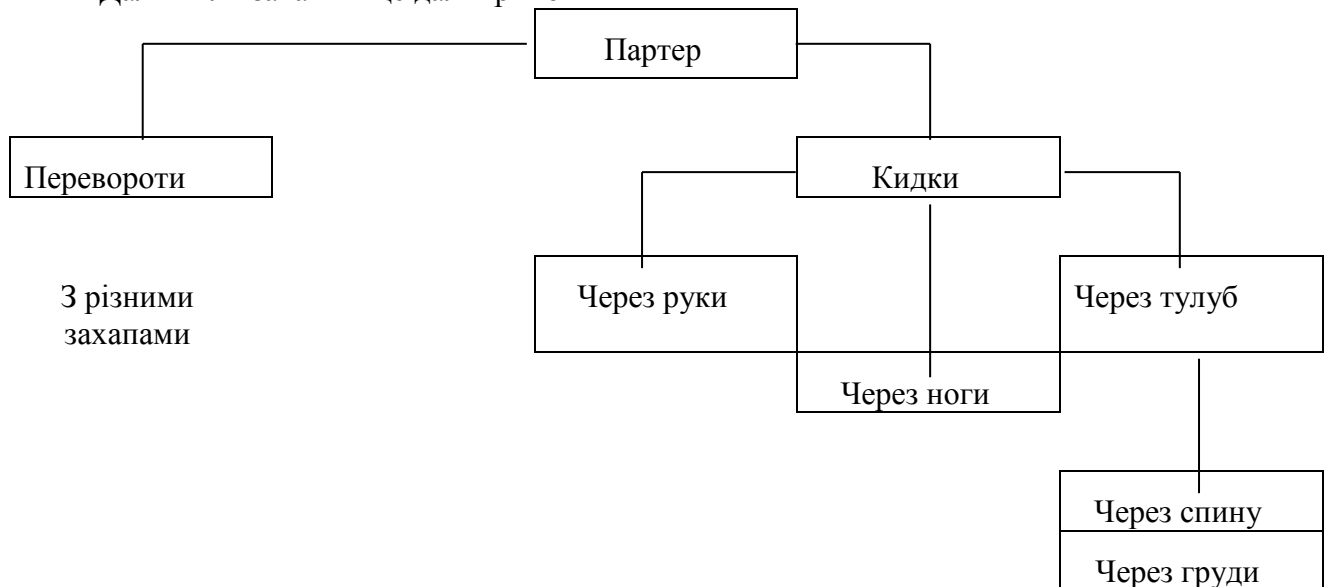 Партер
Перевороти
Кидки
З різними
захапами
Через руки
Через тулуб
Через ноги
Через спину
Через груди